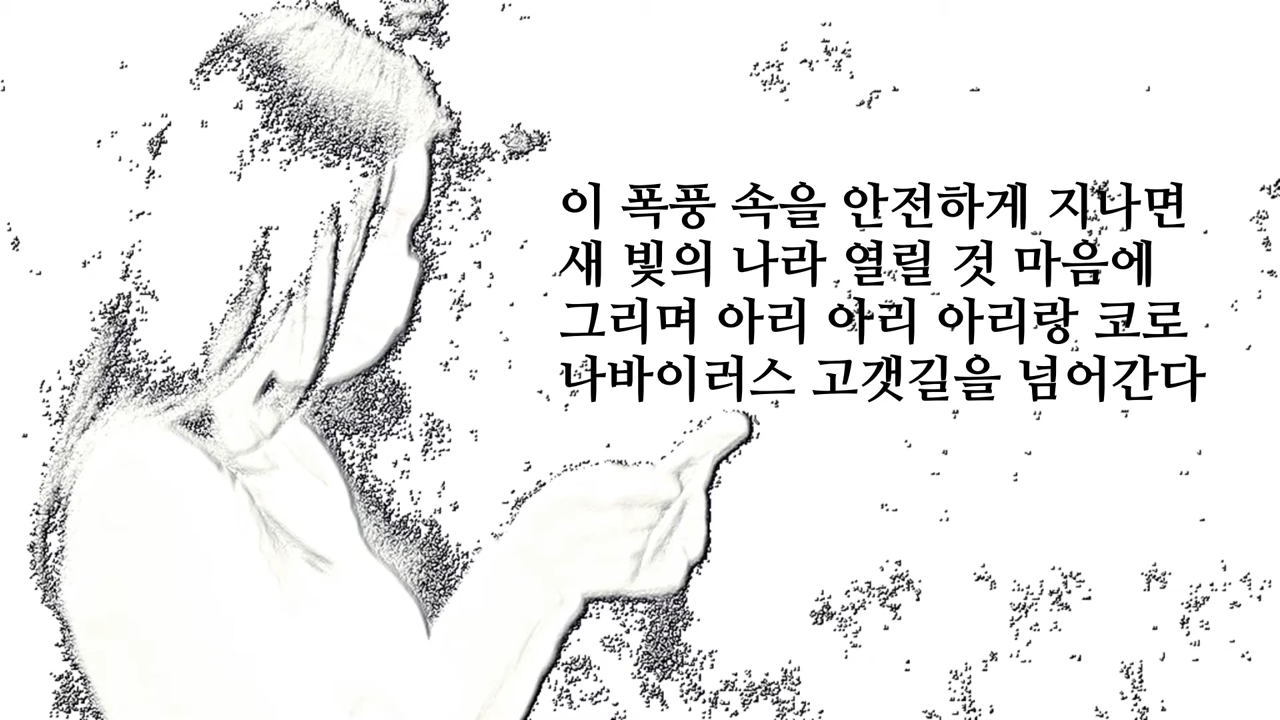 이 폭풍 속을 안전하게 지나면
새 빛의 나라 열릴 것 마음에
그리며 아리 아리 아리랑 코로
나바이러스 고갯길을 넘어간다